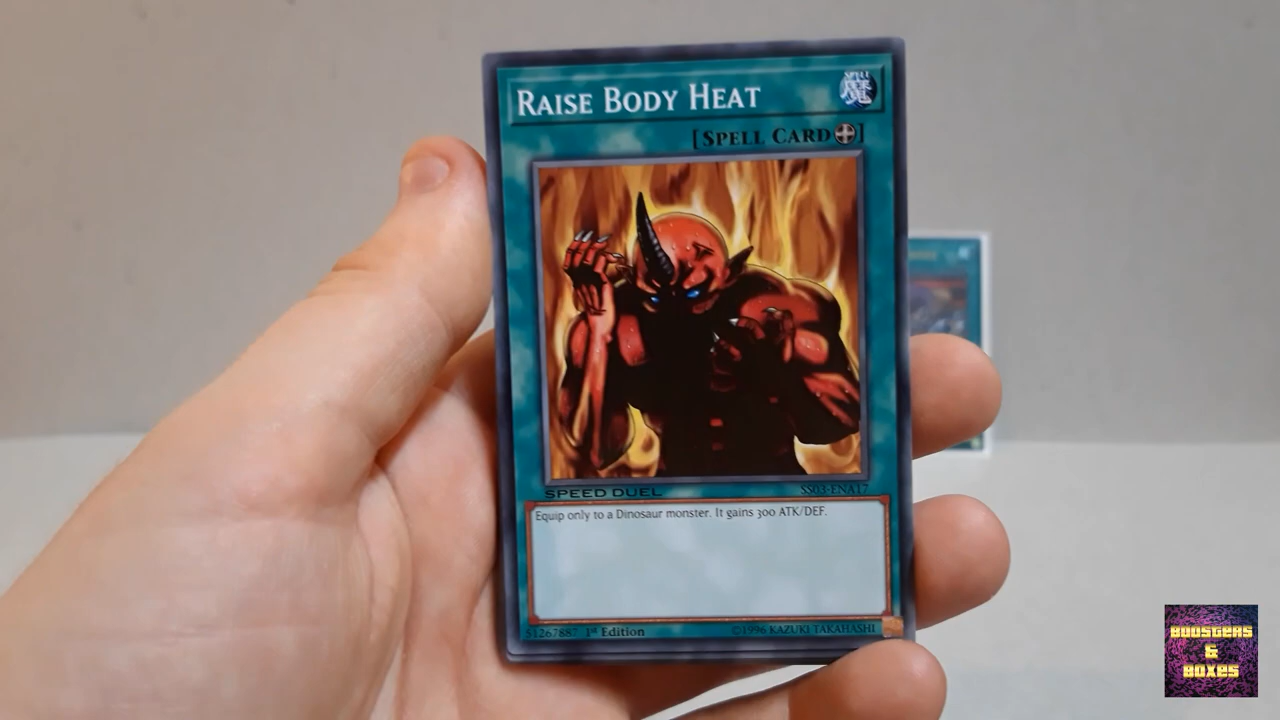 RAISE BODY HEAT
SPELL
[SPELL CARD]
SPEED DUEL
SS03-ENA17
Equip only to a Dinosaur monster. It gains 300 ATK/DEF.
51267887 1st Edition
©1996 KAZUKI TAKAHASHI
BOOSTERS
&
BOXES